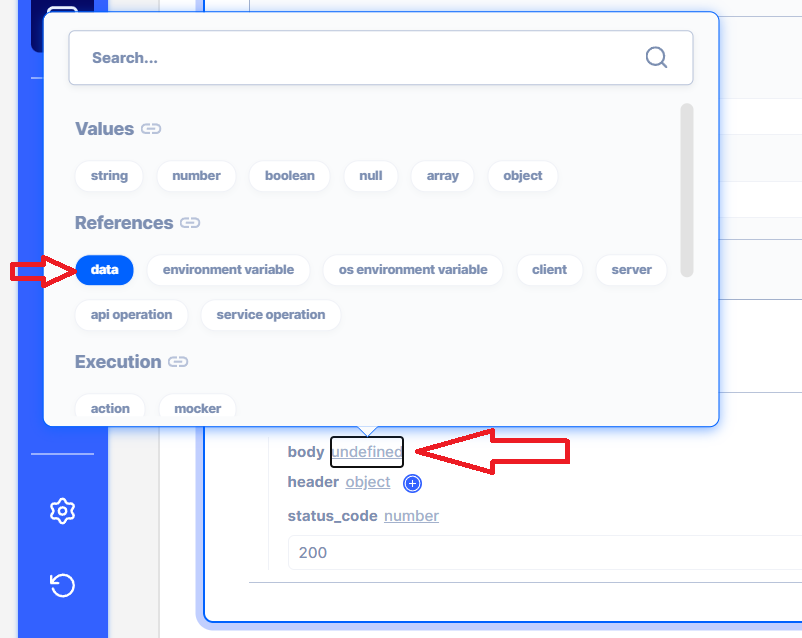 Search...
Values
string number boolean null array object
References
data environment variable os environment variable client server
api operation service operation
Execution
action mocker
body undefined
header object
status_code number
200